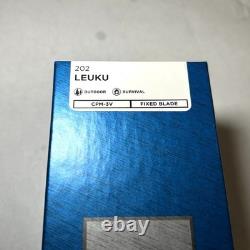 202
LEUKU
OUTDOOR SURVIVAL
CPM-3V FIXED BLADE